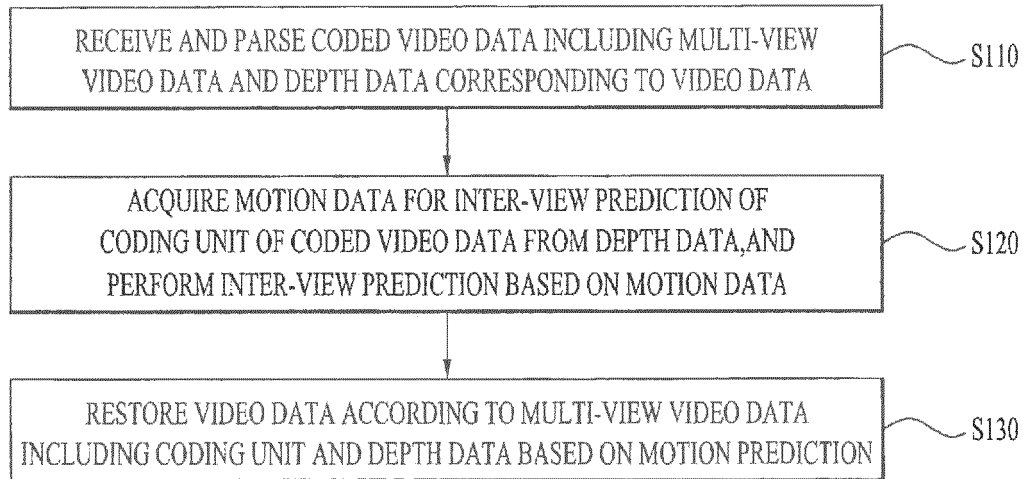 RECEIVE AND PARSE CODED VIDEO DATA INCLUDING MULTI-VIEW
VIDEO DATA AND DEPTH DATA CORRESPONDING TO VIDEO DATA
S110
ACQUIRE MOTION DATA FOR INTER-VIEW PREDICTION OF
CODING UNIT OF CODED VIDEO DATA FROM DEPTH DATA,AND
PERFORM INTER-VIEW PREDICTION BASED ON MOTION DATA
S120
RESTORE VIDEO DATA ACCORDING TO MULTI-VIEW VIDEO DATA
INCLUDING CODING UNIT AND DEPTH DATA BASED ON MOTION PREDICTION
S130